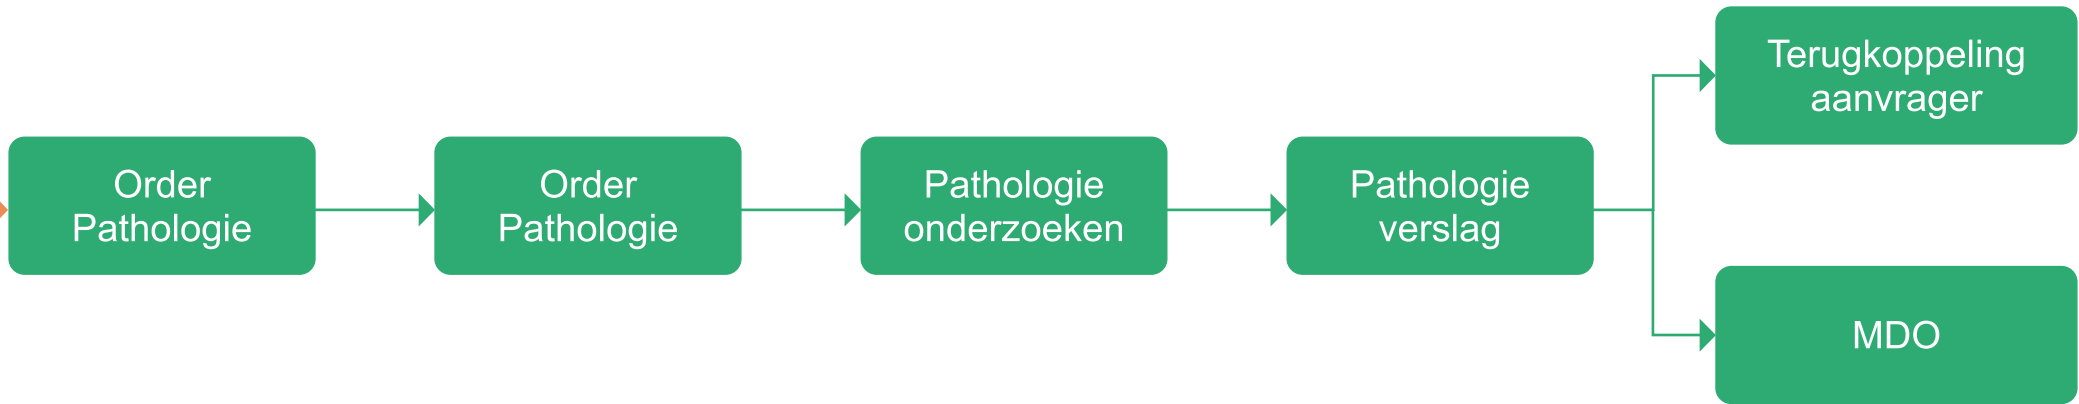 Order
Pathologie
Order
Pathologie
Pathologie
onderzoeken
Pathologie
verslag
Terugkoppeling
aanvrager
MDO